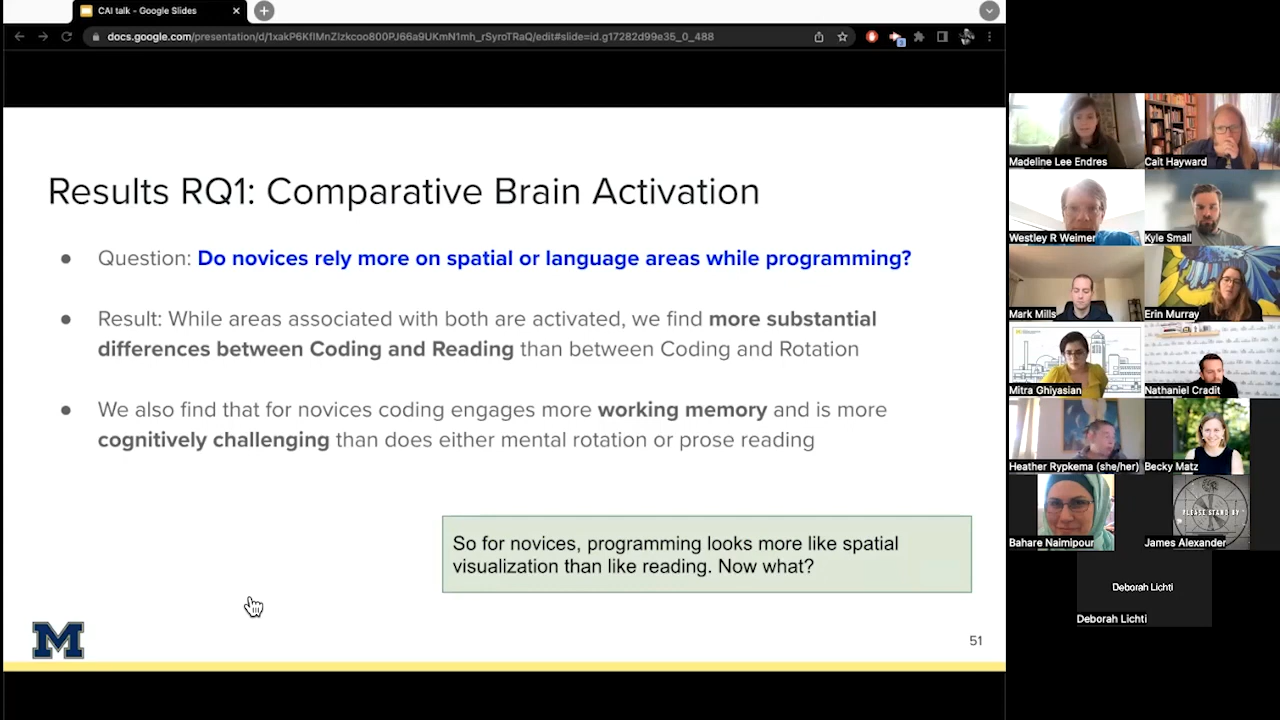 CAI talk - Google Slides
docs.google.com/presentation/d/1xakP6KflMnZlzkcoo800PJ66a9UKmN1mh_rSyroTRaQ/edit#slide=id.g17282d99e35_0_488
Results RQ1: Comparative Brain Activation
Question: Do novices rely more on spatial or language areas while programming?
Result: While areas associated with both are activated, we find more substantial
differences between Coding and Reading than between Coding and Rotation
We also find that for novices coding engages more working memory and is more
cognitively challenging than does either mental rotation or prose reading
So for novices, programming looks more like spatial
visualization than like reading. Now what?
M
51
Madeline Lee Endres
Cait Hayward
Westley R Weimer
Kyle Small
Mark Mills
Erin Murray
Mitra Ghiyasian
Nathaniel Cradit
Heather Rypkema (she/her)
Becky Matz
PLEASE STAND BY
Bahare Naimipour
James Alexander
Deborah Lichti
Deborah Lichti